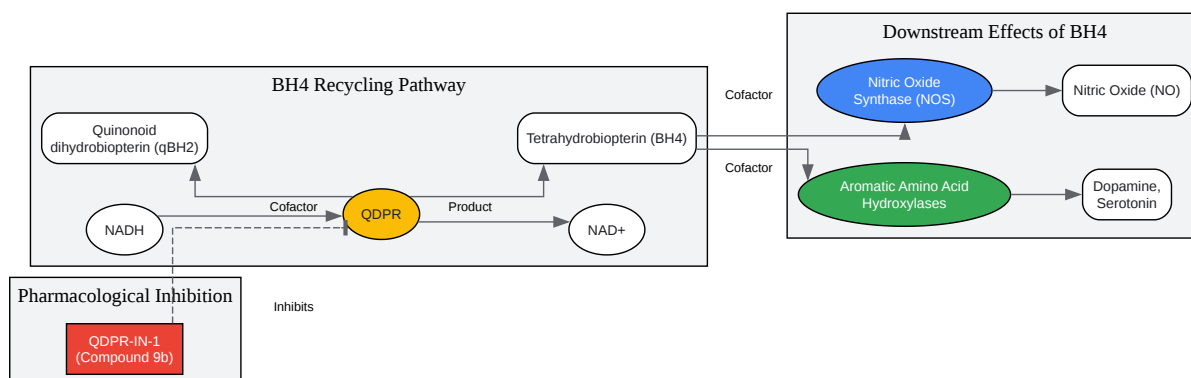 Downstream Effects of BH4
Nitric Oxide
Synthase (NOS)
Nitric Oxide (NO)
Cofactor
BH4 Recycling Pathway
Quinonoid
dihydrobiopterin (qBH2)
Tetrahydrobiopterin (BH4)
Cofactor
Aromatic Amino Acid
Hydroxylases
Dopamine,
Serotonin
Cofactor
QDPR
Product
NADH
NAD+
Pharmacological Inhibition
Inhibits
QDPR-IN-1
(Compound 9b)